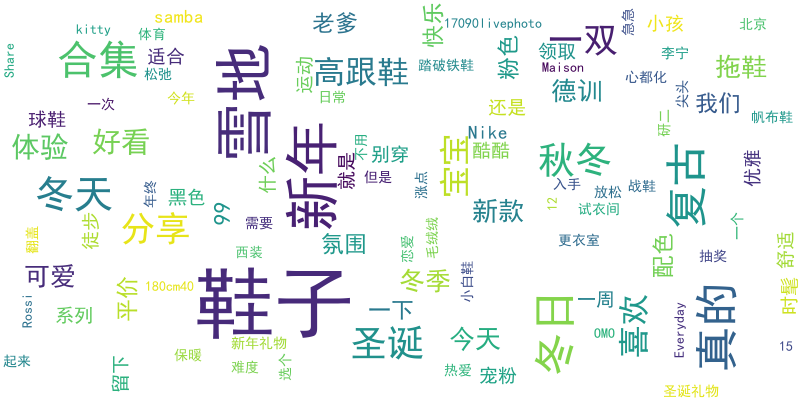 kitty
samba
体育
Share
合集
适合
松弛
一次
今年
球鞋
体验
好看
冬天
年终
黑色
99
分享
徒步
翻盖
可爱
平价
180cm40
Rossi
系列
起来
留下
保暖
老爹
快乐
17090livephoto
运动
高跟鞋
踏破铁鞋
日常
雪地
新年
就是
不用
别穿
什么
但是
需要
氛围
西装
恋爱
毛绒绒
涨点
冬季
鞋子
圣诞
一下
今天
新年礼物
难度
选个
热爱
宠粉
小白鞋
新款
宝宝
Nike
酷酷
还是
粉色
一双
领取
Maison
德训
急急
小孩
北京
李宁
心都化
尖头
拖鞋
我们
帆布鞋
研二
秋冬
入手
放松
战鞋
12
试衣间
更衣室
复古
优雅
一个
配色
抽奖
舒适
时髦
冬日
一周
喜欢
OMO
Everyday
真的
15
圣诞礼物